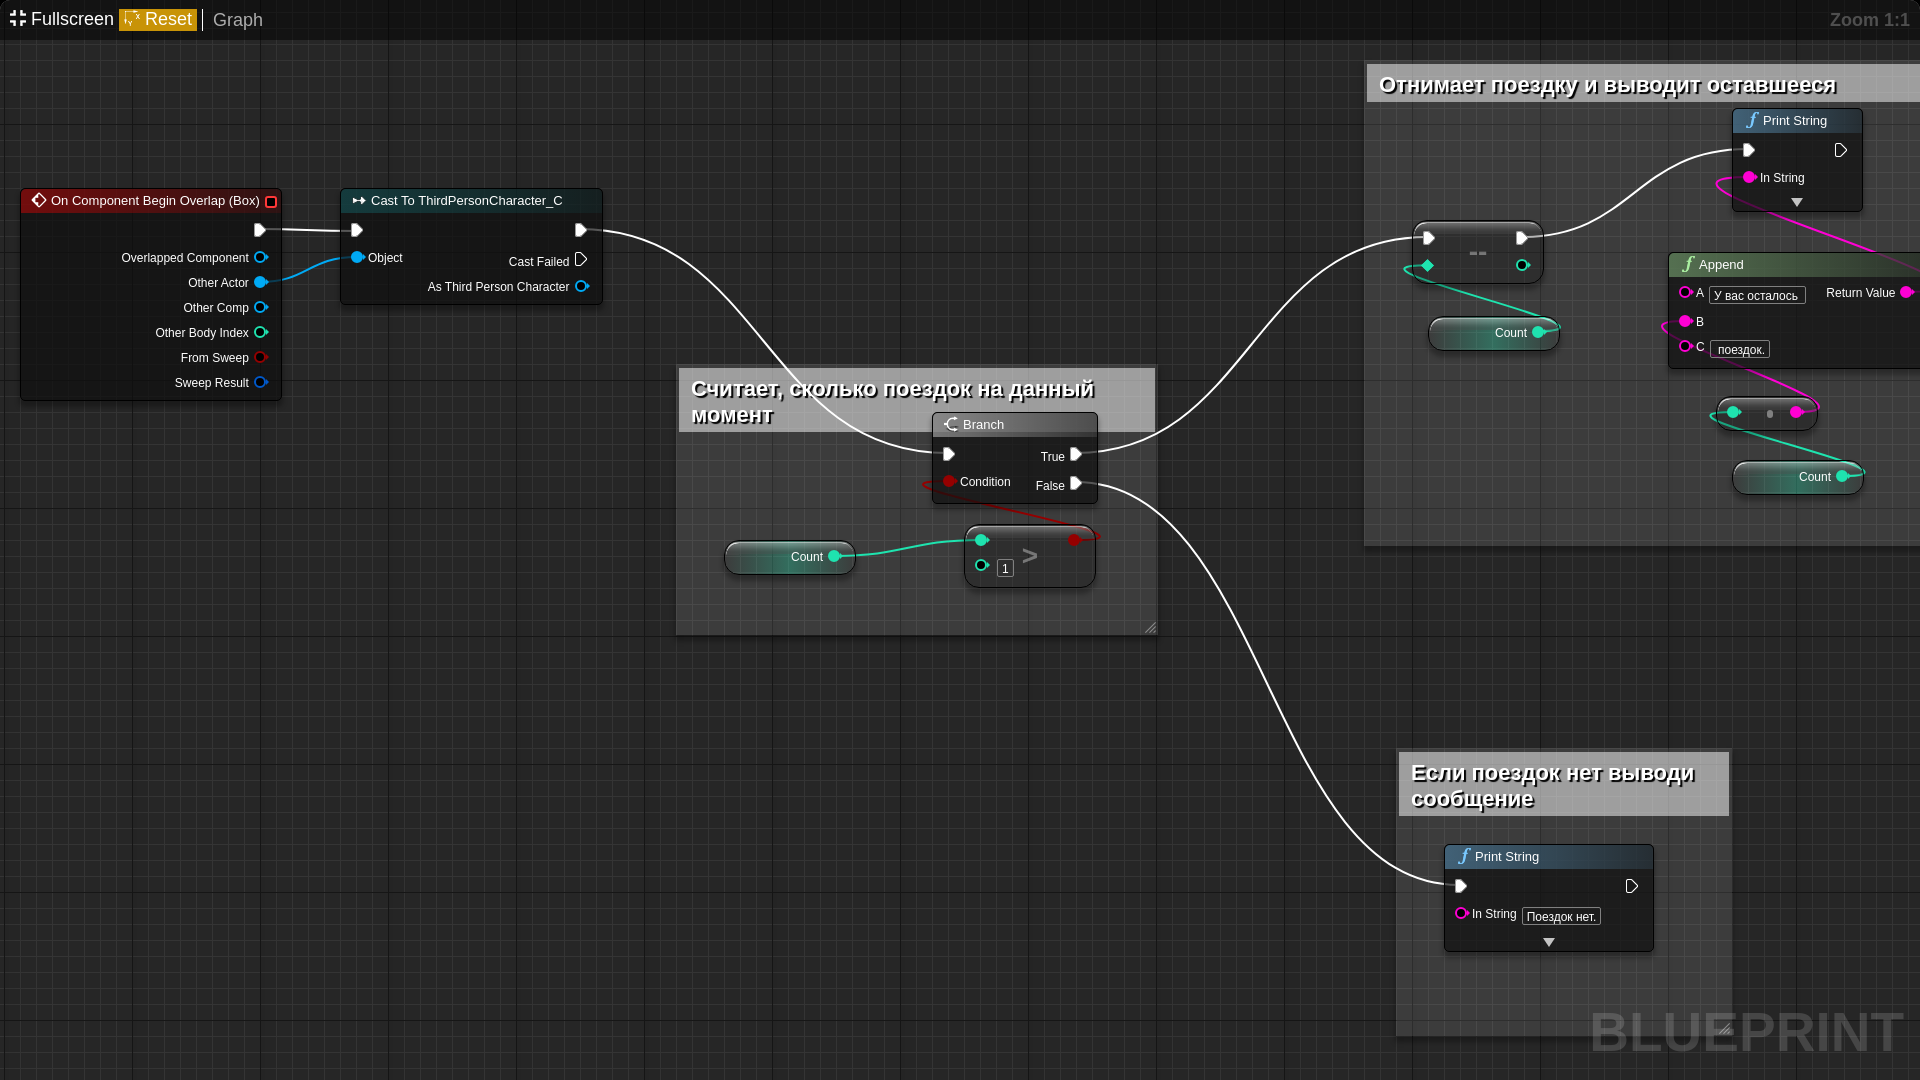 Fullscreen Reset Graph
Zoom 1:1
On Component Begin Overlap (Box)
Overlapped Component
Other Actor
Other Comp
Other Body Index
From Sweep
Sweep Result
Cast To ThirdPersonCharacter_C
Object
Cast Failed
As Third Person Character
Считает, сколько поездок на данный
момент
Branch
True
Condition
False
Count
1
>
Отнимает поездку и выводит оставшееся
Print String
In String
--
Count
Append
A У вас осталось Return Value
B
C поездок.
Count
Если поездок нет выводи
сообщение
Print String
In String Поездок нет.
BLUEPRINT